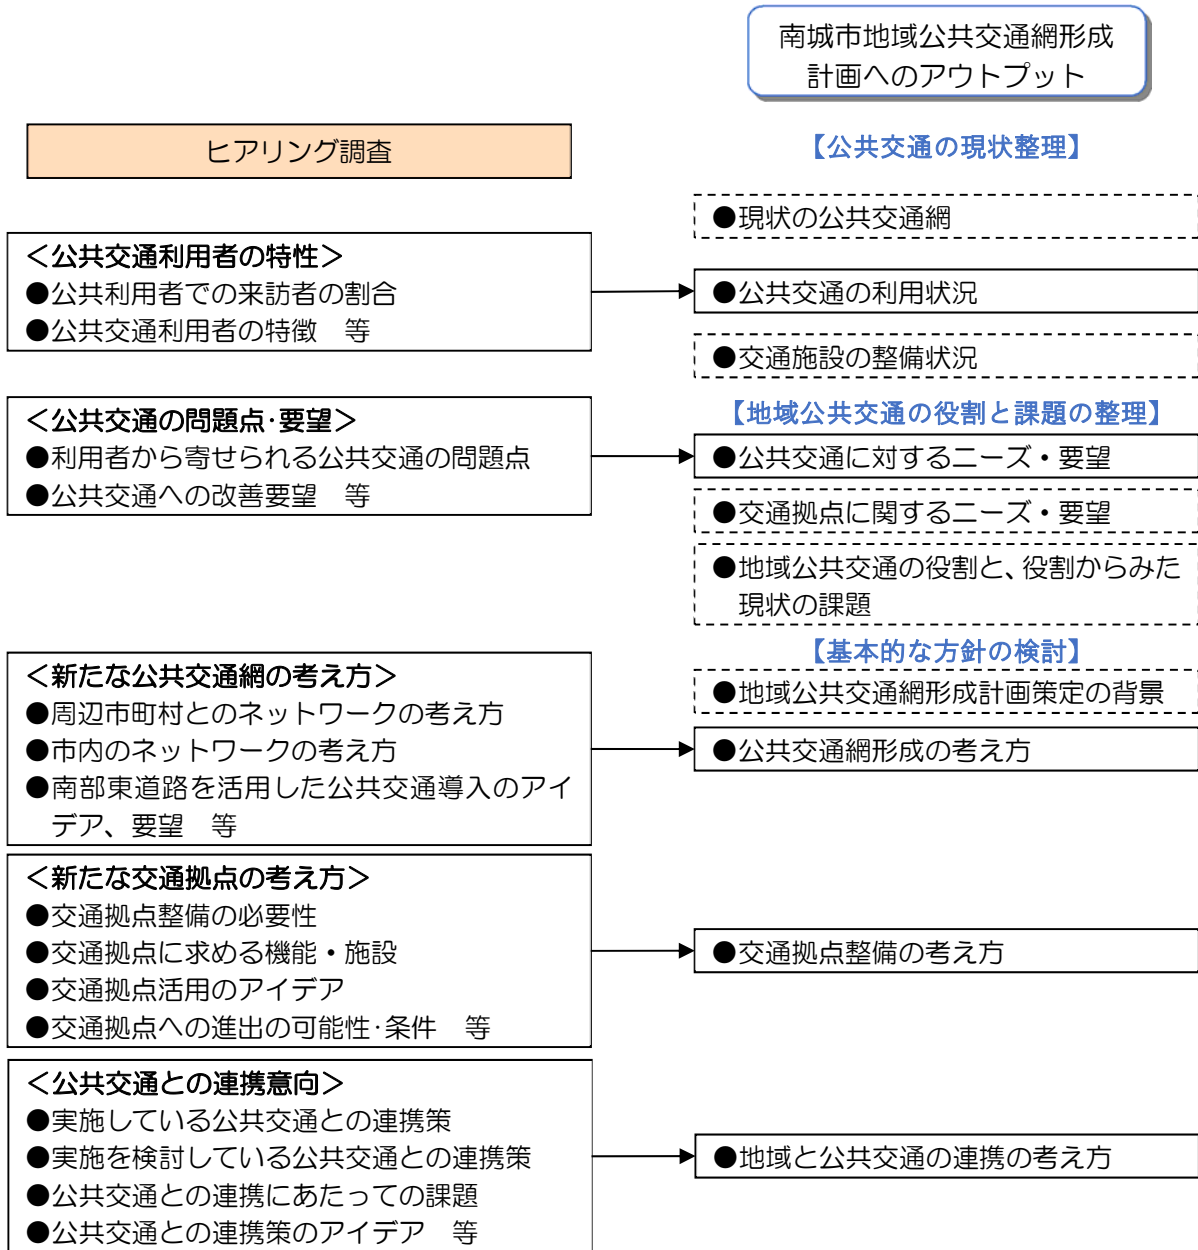 南城市地域公共交通網形成
計画へのアウトプット
ヒアリング調査
＜公共交通利用者の特性＞
●公共利用者での来訪者の割合
●公共交通利用者の特徴　等
＜公共交通の問題点・要望＞
●利用者から寄せられる公共交通の問題点
●公共交通への改善要望　等
＜新たな公共交通網の考え方＞
●周辺市町村とのネットワークの考え方
●市内のネットワークの考え方
●南部東道路を活用した公共交通導入のアイ
デア、要望　等
＜新たな交通拠点の考え方＞
●交通拠点整備の必要性
●交通拠点に求める機能・施設
●交通拠点活用のアイデア
●交通拠点への進出の可能性・条件　等
＜公共交通との連携意向＞
●実施している公共交通との連携策
●実施を検討している公共交通との連携策
●公共交通との連携にあたっての課題
●公共交通との連携策のアイデア　等
【公共交通の現状整理】
●現状の公共交通網
●公共交通の利用状況
●交通施設の整備状況
【地域公共交通の役割と課題の整理】
●公共交通に対するニーズ・要望
●交通拠点に関するニーズ・要望
●地域公共交通の役割と、役割からみた
現状の課題
【基本的な方針の検討】
●地域公共交通網形成計画策定の背景
●公共交通網形成の考え方
●交通拠点整備の考え方
●地域と公共交通の連携の考え方